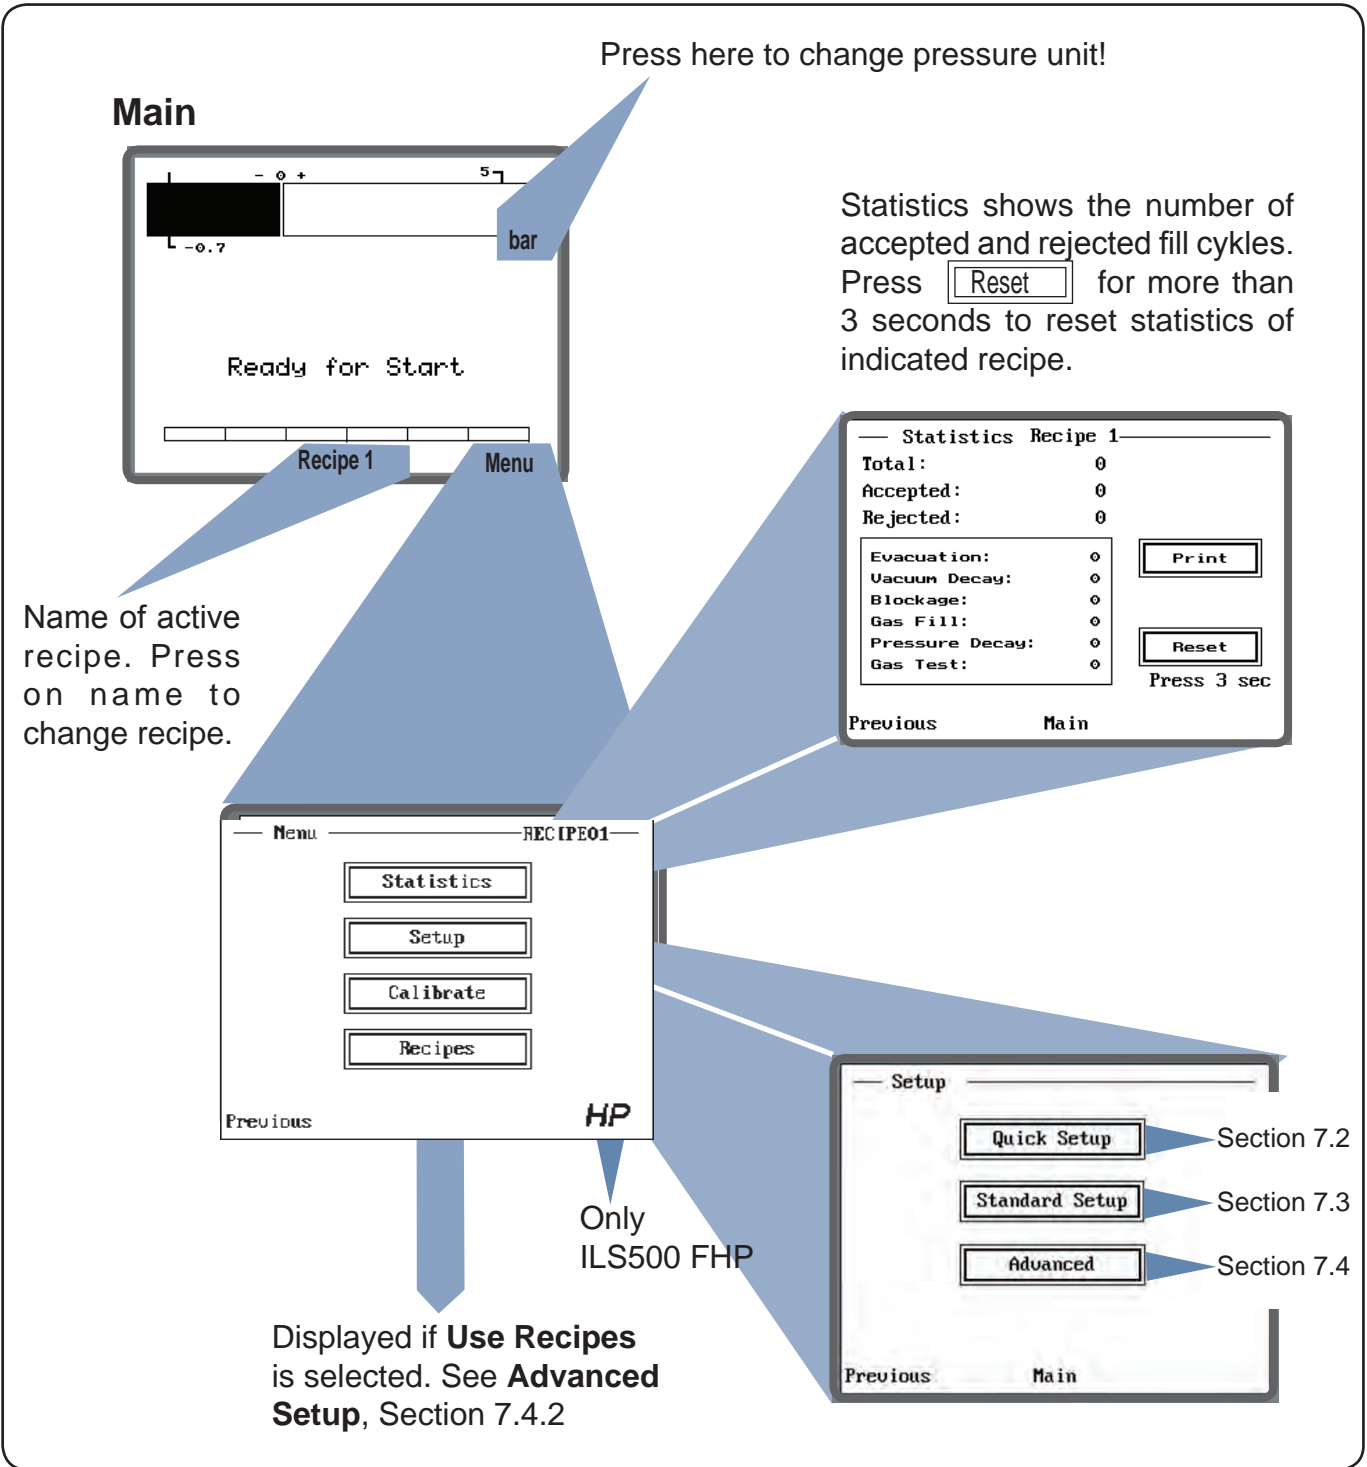 Press here to change pressure unit!
Main
- 0 +
5
-0.7
bar
Ready for Start
Recipe 1
Menu
Name of active
recipe. Press
on name to
change recipe.
Statistics shows the number of
accepted and rejected fill cykles.
Press Reset for more than
3 seconds to reset statistics of
indicated recipe.
Statistics Recipe 1
Total: 0
Accepted: 0
Rejected: 0
Evacuation: 0
Vacuum Decay: 0
Blockage: 0
Gas Fill: 0
Pressure Decay: 0
Gas Test: 0
Print
Reset
Press 3 sec
Previous Main
Menu RECIPE01
Statistics
Setup
Calibrate
Recipes
Previous HP
Only
ILS500 FHP
Displayed if Use Recipes
is selected. See Advanced
Setup, Section 7.4.2
Setup
Quick Setup Section 7.2
Standard Setup Section 7.3
Advanced Section 7.4
Previous Main